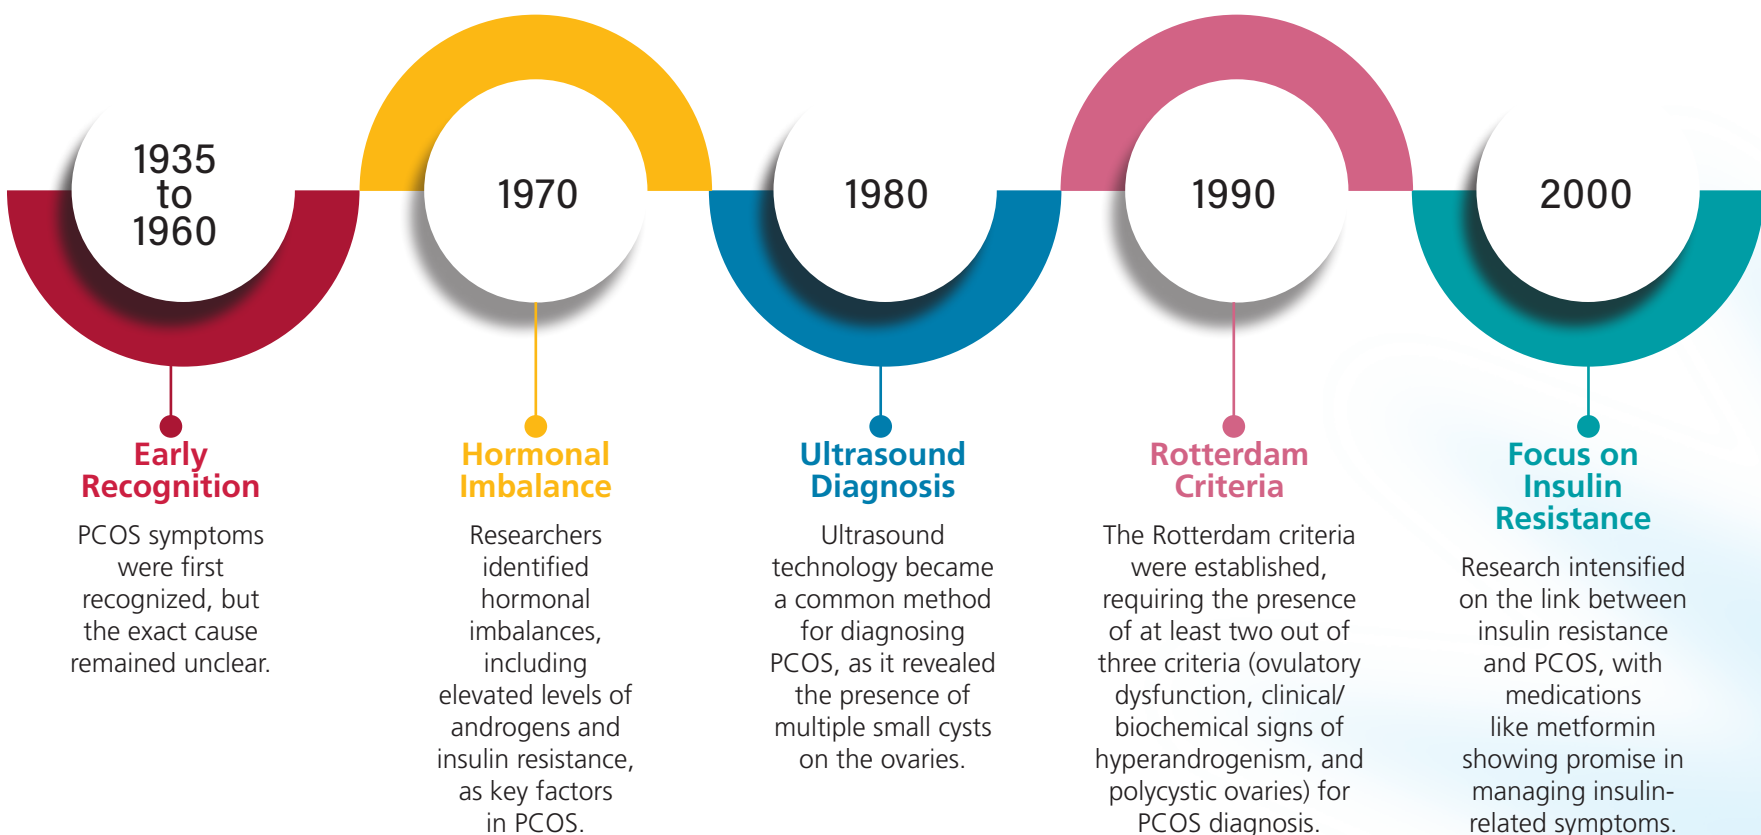 1935
to
1960
1970
1980
1990
2000
Early
Recognition
PCOS symptoms
were first
recognized, but
the exact cause
remained unclear.
Hormonal
Imbalance
Researchers
identified
hormonal
imbalances,
including
elevated levels of
androgens and
insulin resistance,
as key factors
in PCOS.
Ultrasound
Diagnosis
Ultrasound
technology became
a common method
for diagnosing
PCOS, as it revealed
the presence of
multiple small cysts
on the ovaries.
Rotterdam
Criteria
The Rotterdam criteria
were established,
requiring the presence
of at least two out of
three criteria (ovulatory
dysfunction, clinical/
biochemical signs of
hyperandrogenism, and
polycystic ovaries) for
PCOS diagnosis.
Focus on
Insulin
Resistance
Research intensified
on the link between
insulin resistance
and PCOS, with
medications
like metformin
showing promise in
managing insulin-
related symptoms.